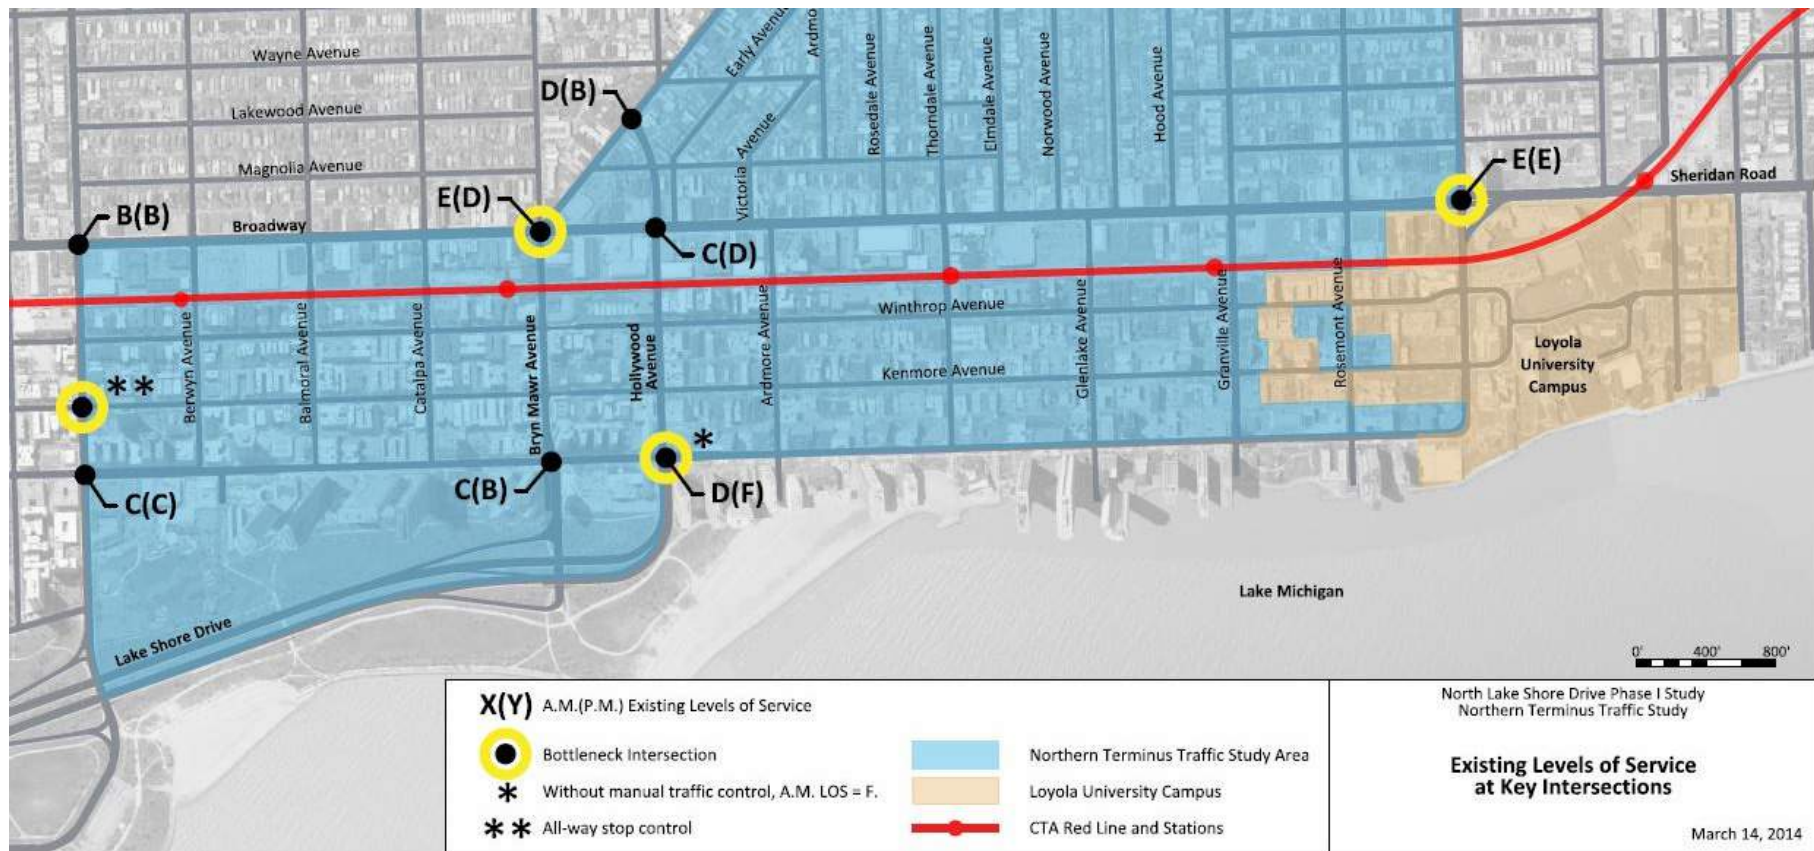 Wayne Avenue
Early Avenue
Ardmo
Lakewood Avenue
D(B)
Rosedale Avenue
Thorndale Avenue
Elmdale Avenue
Norwood Avenue
Hood Avenue
Magnolia Avenue
Victoria Avenue
E(E)
Sheridan Road
B(B)
Broadway
E(D)
C(D)
Winthrop Avenue
Berwyn Avenue
Balmoral Avenue
Catalpa Avenue
Bryn Mawr Avenue
Hollywood
Avenue
Ardmore Avenue
Glenlake Avenue
Granville Avenue
Rosemont Avenue
Kenmore Avenue
Loyola
University
Campus
**
*
C(C)
C(B)
D(F)
Lake Michigan
Lake Shore Drive
0' 400' 800'
X(Y) A.M.(P.M.) Existing Levels of Service
Bottleneck Intersection
* Without manual traffic control, A.M. LOS = F.
** All-way stop control
Northern Terminus Traffic Study Area
Loyola University Campus
CTA Red Line and Stations
North Lake Shore Drive Phase I Study
Northern Terminus Traffic Study
Existing Levels of Service
at Key Intersections
March 14, 2014